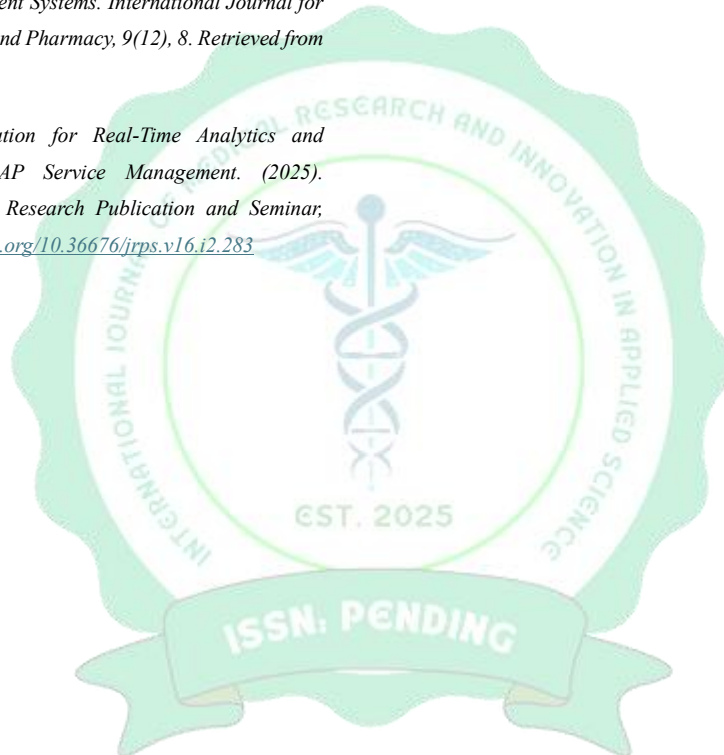 ent Systems. International Journal for
nd Pharmacy, 9(12), 8. Retrieved from
ation for Real-Time Analytics and
AP Service Management. (2025).
Research Publication and Seminar,
.org/10.36676/jrps.v16.i2.283
INTERNATIONAL JOURNAL OF MEDICAL RESEARCH AND INNOVATION IN APPLIED SCIENCE
EST. 2025
ISSN: PENDING